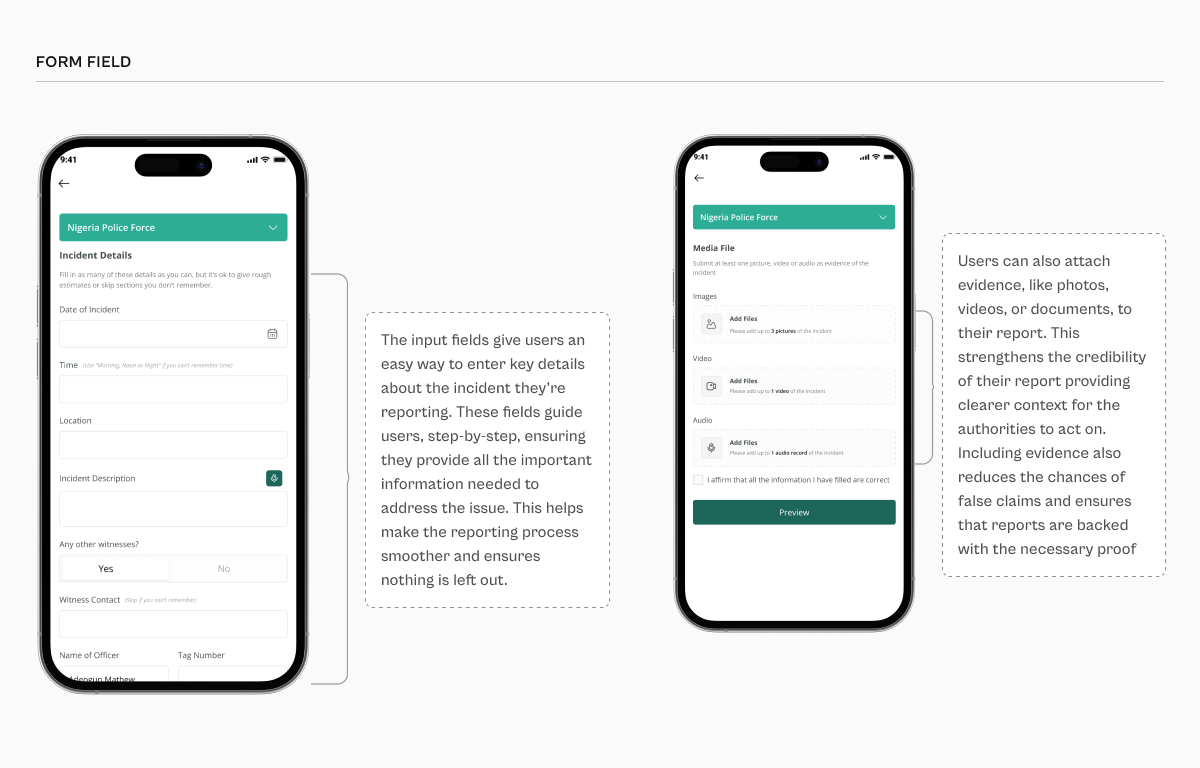 FORM FIELD
9:41
Nigeria Police Force
Incident Details
Fill in as many of these details as you can, but it's ok to give rough
estimates or skip sections you don't remember.
Date of Incident
Time (Use "Morning, Noon or Night" if you can't remember time)
Location
Incident Description
Any other witnesses?
Yes No
Witness Contact (Skip if you can't remember)
Name of Officer Tag Number
Adeogun Mathew
The input fields give users an
easy way to enter key details
about the incident they're
reporting. These fields guide
users, step-by-step, ensuring
they provide all the important
information needed to
address the issue. This helps
make the reporting process
smoother and ensures
nothing is left out.
9:41
Nigeria Police Force
Media File
Submit at least one picture, video or audio as evidence of the
incident
Images
Add Files
Please add up to 3 pictures of the incident
Video
Add Files
Please add up to 1 video of the incident
Audio
Add Files
Please add up to 1 audio record of the incident
I affirm that all the information I have filled are correct
Preview
Users can also attach
evidence, like photos,
videos, or documents, to
their report. This
strengthens the credibility
of their report providing
clearer context for the
authorities to act on.
Including evidence also
reduces the chances of
false claims and ensures
that reports are backed
with the necessary proof